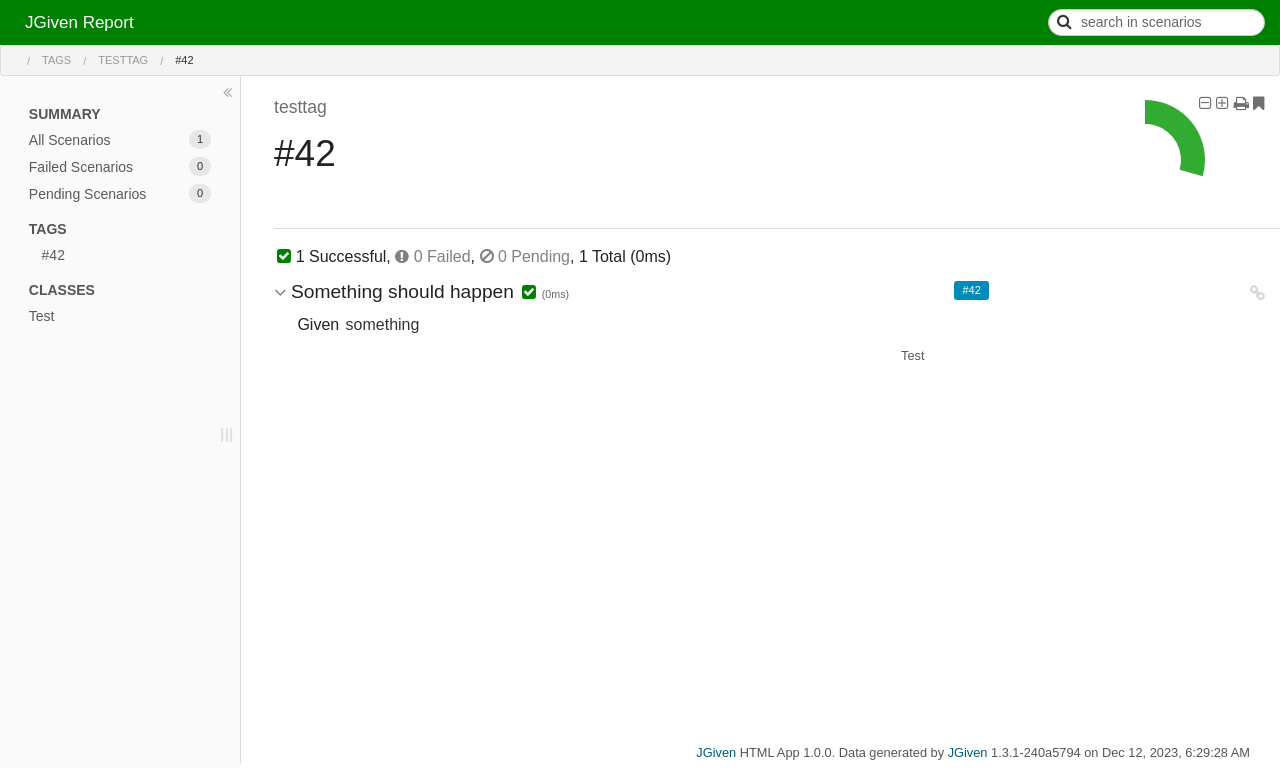 JGiven Report
search in scenarios
/ TAGS / TESTTAG / #42
SUMMARY
All Scenarios 1
Failed Scenarios 0
Pending Scenarios 0
TAGS
#42
CLASSES
Test
testtag
#42
1 Successful, 0 Failed, 0 Pending, 1 Total (0ms)
Something should happen (0ms) #42
Given something
Test
JGiven HTML App 1.0.0. Data generated by JGiven 1.3.1-240a5794 on Dec 12, 2023, 6:29:28 AM